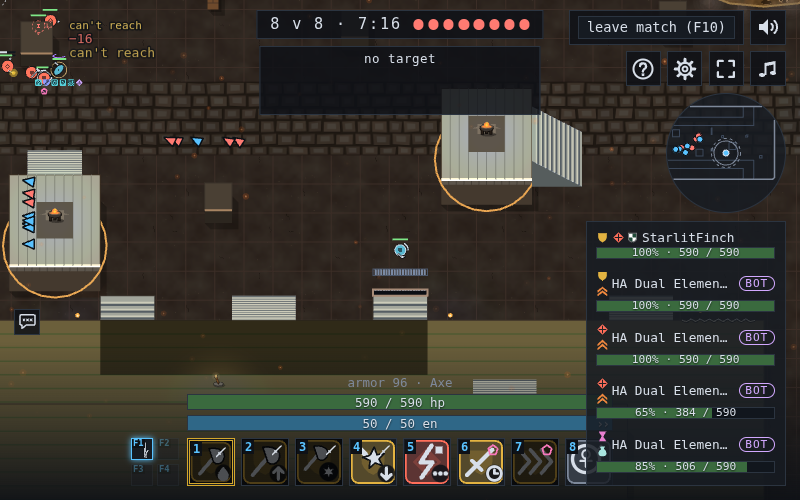 can't reach
-16
can't reach
8 v 8 · 7:16
leave match (F10)
no target
StarlitFinch
100% · 590 / 590
HA Dual Elemen… BOT
100% · 590 / 590
HA Dual Elemen… BOT
100% · 590 / 590
HA Dual Elemen… BOT
65% · 384 / 590
HA Dual Elemen… BOT
85% · 506 / 590
armor 96 · Axe
590 / 590 hp
50 / 50 en
F1 F2
F3 F4
1 2 3 4 5 6 7 8